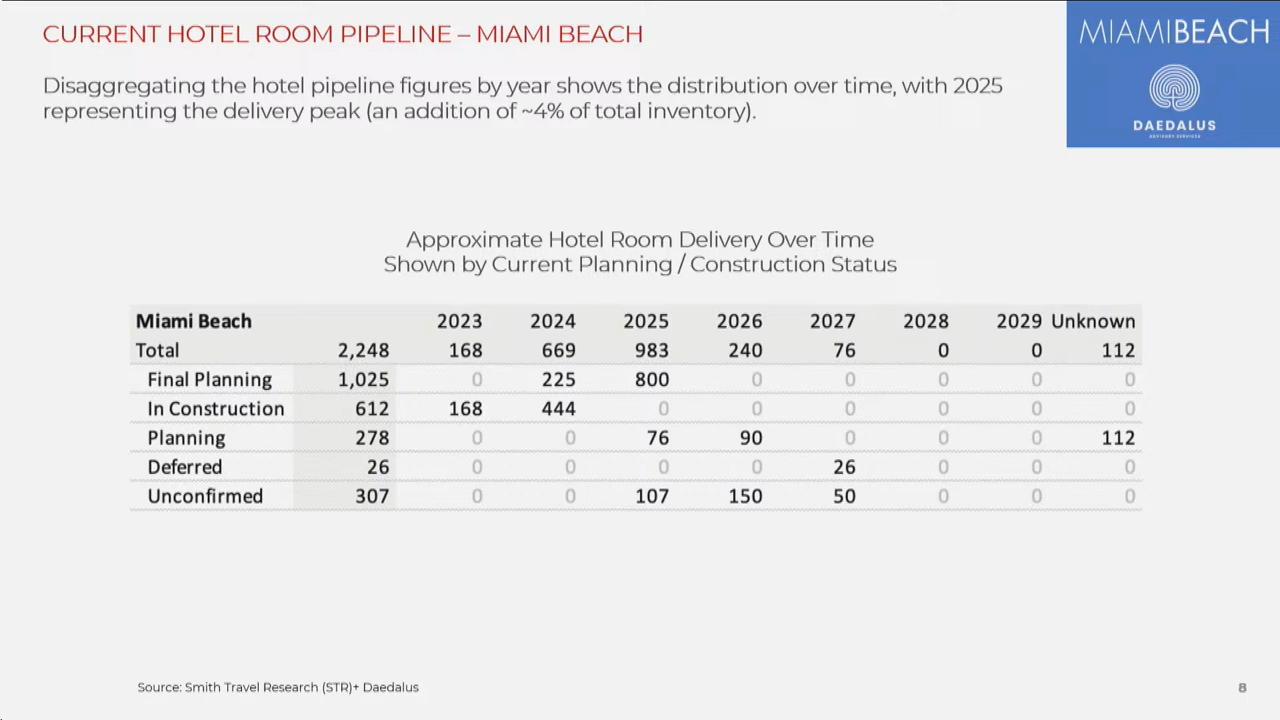 CURRENT HOTEL ROOM PIPELINE – MIAMI BEACH
MIAMIBEACH
Disaggregating the hotel pipeline figures by year shows the distribution over time, with 2025
representing the delivery peak (an addition of ~4% of total inventory).
DAEDALUS
ADVISORY SERVICES
Approximate Hotel Room Delivery Over Time
Shown by Current Planning / Construction Status
Miami Beach 2023 2024 2025 2026 2027 2028 2029 Unknown
Total 2,248 168 669 983 240 76 0 0 112
Final Planning 1,025 0 225 800 0 0 0 0 0
In Construction 612 168 444 0 0 0 0 0 0
Planning 278 0 0 76 90 0 0 0 112
Deferred 26 0 0 0 0 26 0 0 0
Unconfirmed 307 0 0 107 150 50 0 0 0
Source: Smith Travel Research (STR)+ Daedalus
8